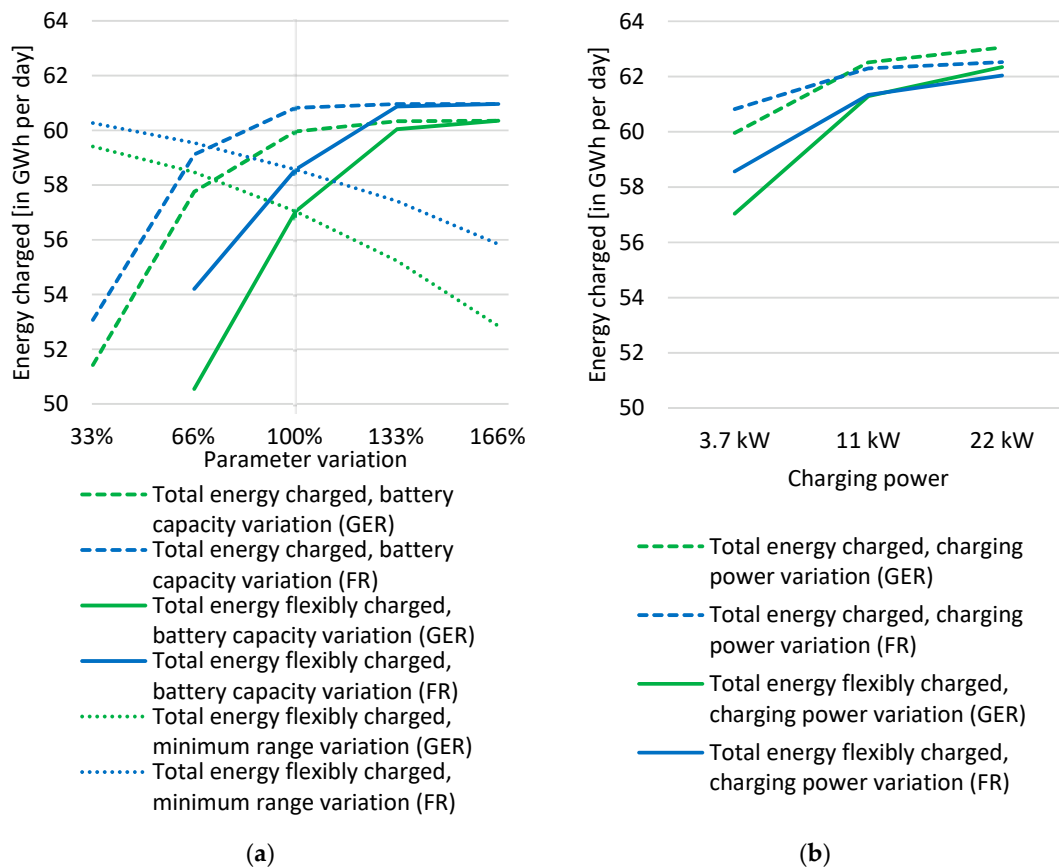 Energy charged [in GWh per day]
64
62
60
58
56
54
52
50
33%
66%
100%
133%
166%
Parameter variation
Total energy charged, battery
capacity variation (GER)
Total energy charged, battery
capacity variation (FR)
Total energy flexibly charged,
battery capacity variation (GER)
Total energy flexibly charged,
battery capacity variation (FR)
Total energy flexibly charged,
minimum range variation (GER)
Total energy flexibly charged,
minimum range variation (FR)
(a)
Energy charged [in GWh per day]
64
62
60
58
56
54
52
50
3.7 kW
11 kW
22 kW
Charging power
Total energy charged, charging
power variation (GER)
Total energy charged, charging
power variation (FR)
Total energy flexibly charged,
charging power variation (GER)
Total energy flexibly charged,
charging power variation (FR)
(b)